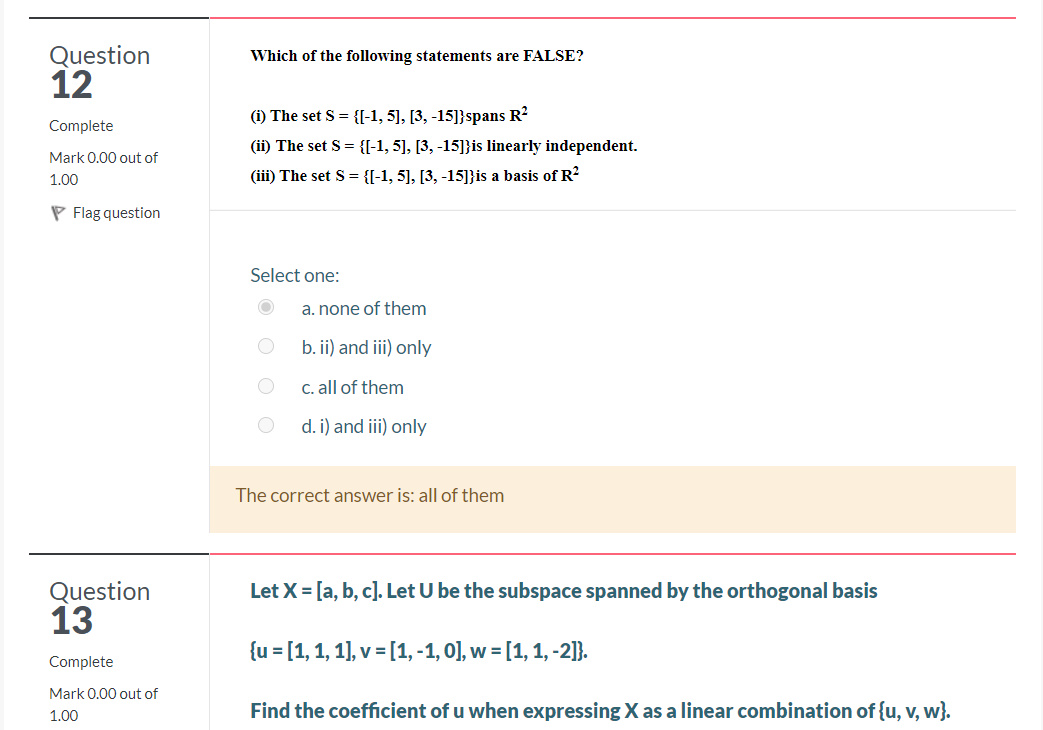 Question
12
Complete
Mark 0.00 out of
1.00
Flag question
Which of the following statements are FALSE?
(i) The set S = {[-1, 5], [3, -15]}spans R²
(ii) The set S = {[-1, 5], [3, -15]}is linearly independent.
(iii) The set S = {[-1, 5], [3, -15]}is a basis of R²
Select one:
a. none of them
b. ii) and iii) only
c. all of them
d. i) and iii) only
The correct answer is: all of them
Question
13
Complete
Mark 0.00 out of
1.00
Let X = [a, b, c]. Let U be the subspace spanned by the orthogonal basis
{u = [1, 1, 1], v = [1, -1, 0], w = [1, 1, -2]}.
Find the coefficient of u when expressing X as a linear combination of {u, v, w}.